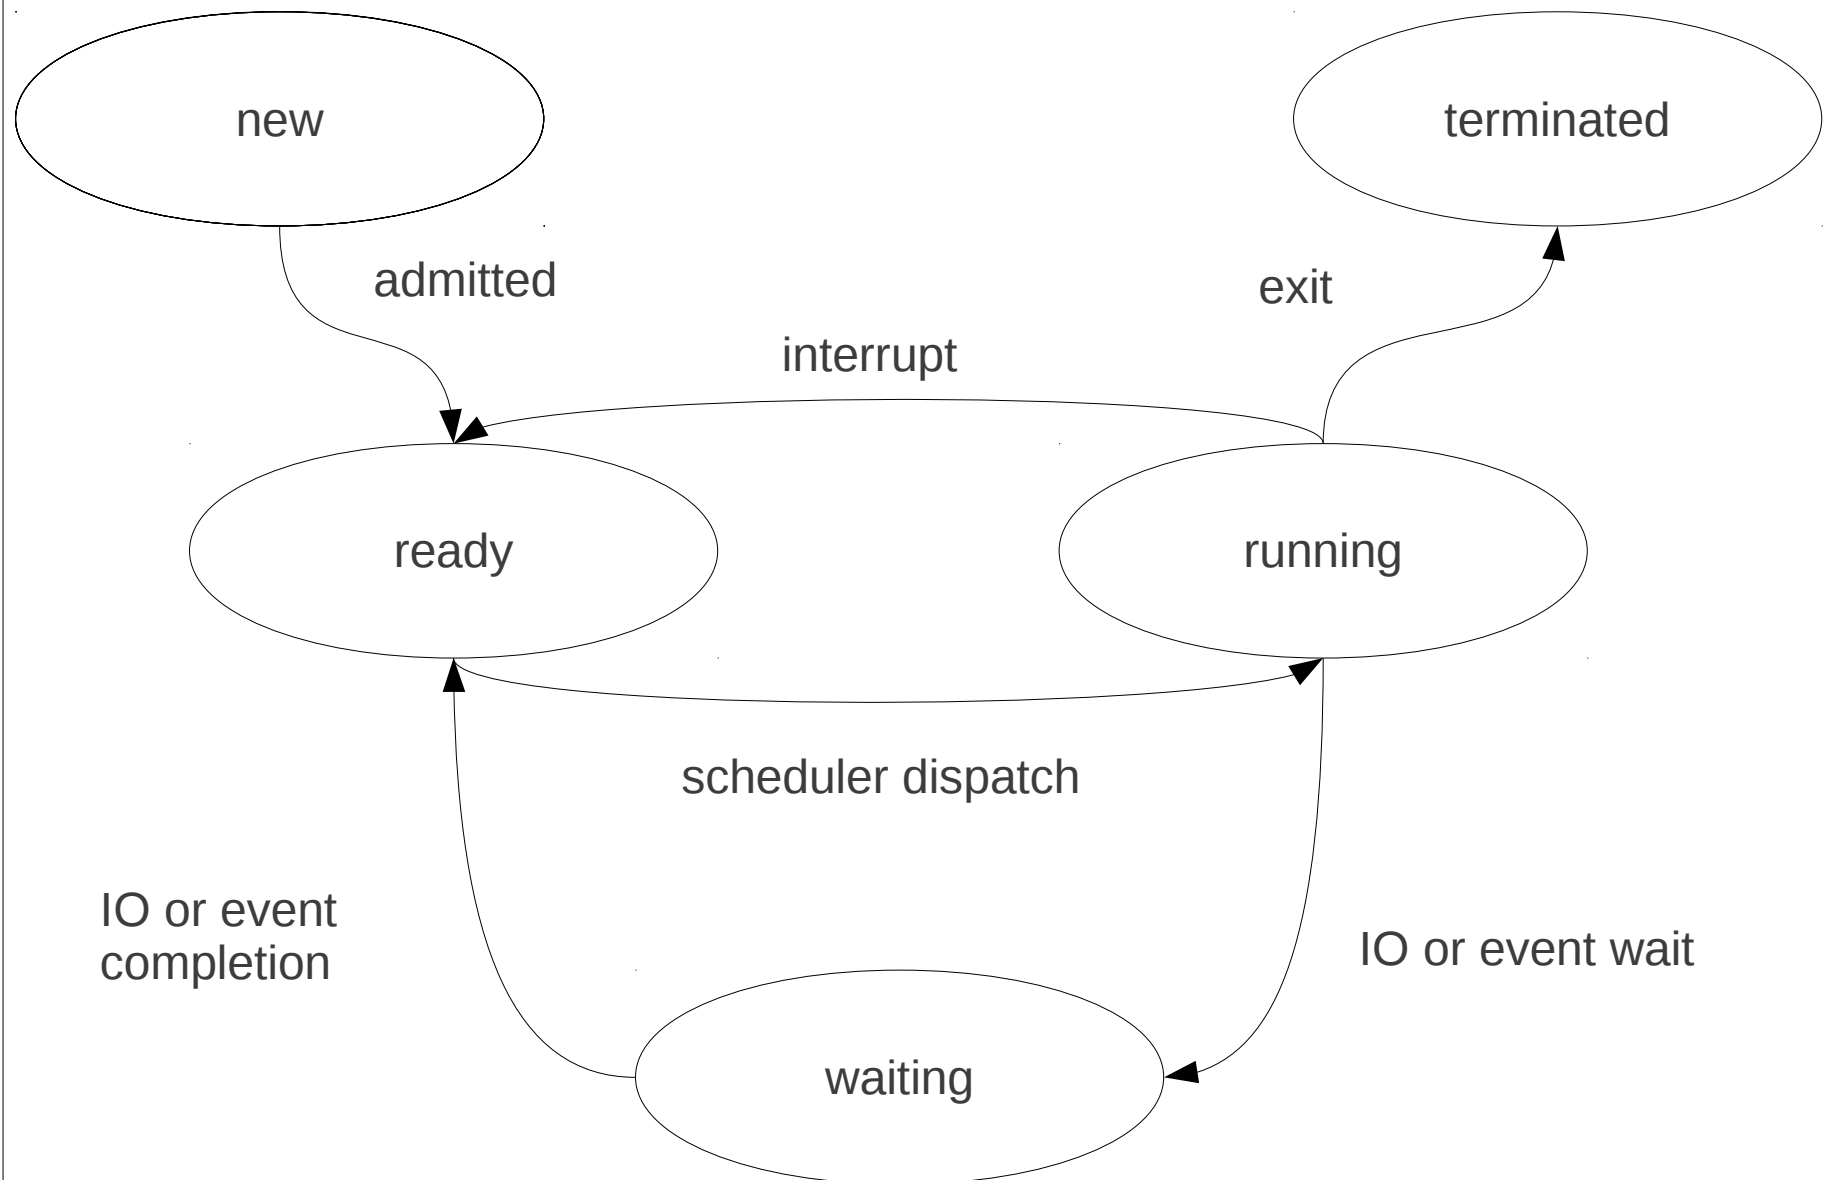 new
terminated
admitted
exit
interrupt
ready
running
scheduler dispatch
IO or event
completion
IO or event wait
waiting